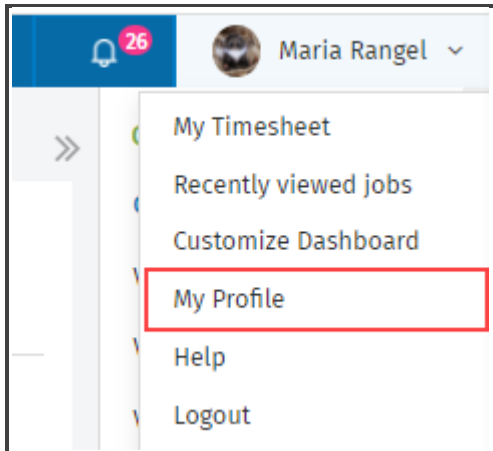 26
Maria Rangel
My Timesheet
Recently viewed jobs
Customize Dashboard
My Profile
Help
Logout